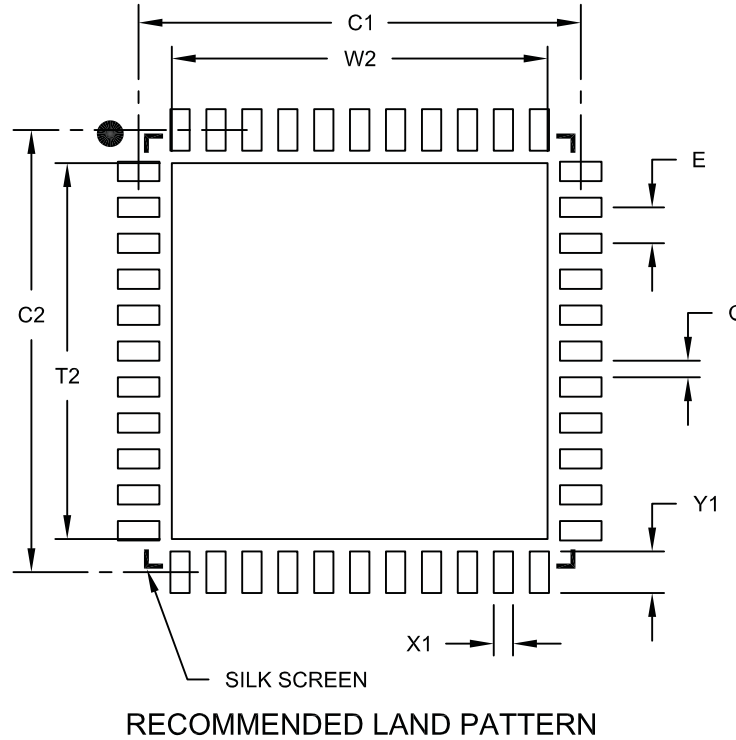 C1
W2
E
C2
T2
Y1
X1
SILK SCREEN
RECOMMENDED LAND PATTERN